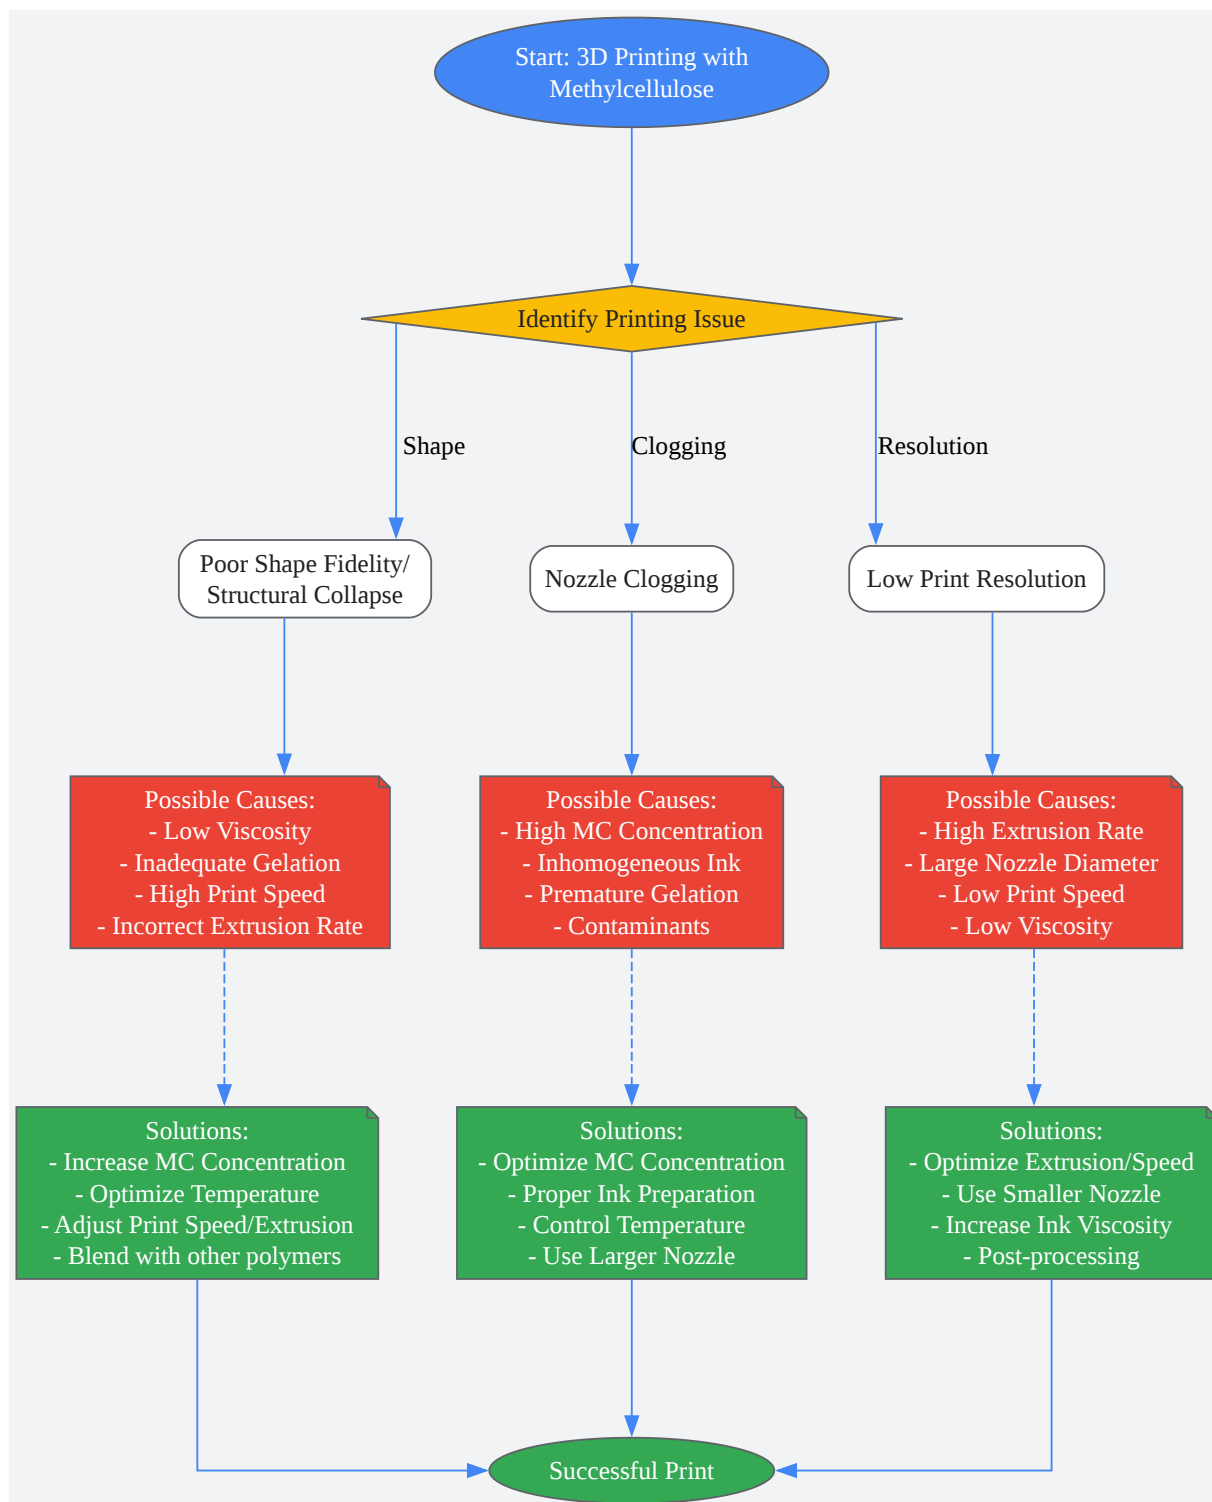 Start: 3D Printing with
Methylcellulose
Identify Printing Issue
Shape
Clogging
Resolution
Poor Shape Fidelity/
Structural Collapse
Nozzle Clogging
Low Print Resolution
Possible Causes:
- Low Viscosity
- Inadequate Gelation
- High Print Speed
- Incorrect Extrusion Rate
Possible Causes:
- High MC Concentration
- Inhomogeneous Ink
- Premature Gelation
- Contaminants
Possible Causes:
- High Extrusion Rate
- Large Nozzle Diameter
- Low Print Speed
- Low Viscosity
Solutions:
- Increase MC Concentration
- Optimize Temperature
- Adjust Print Speed/Extrusion
- Blend with other polymers
Solutions:
- Optimize MC Concentration
- Proper Ink Preparation
- Control Temperature
- Use Larger Nozzle
Solutions:
- Optimize Extrusion/Speed
- Use Smaller Nozzle
- Increase Ink Viscosity
- Post-processing
Successful Print